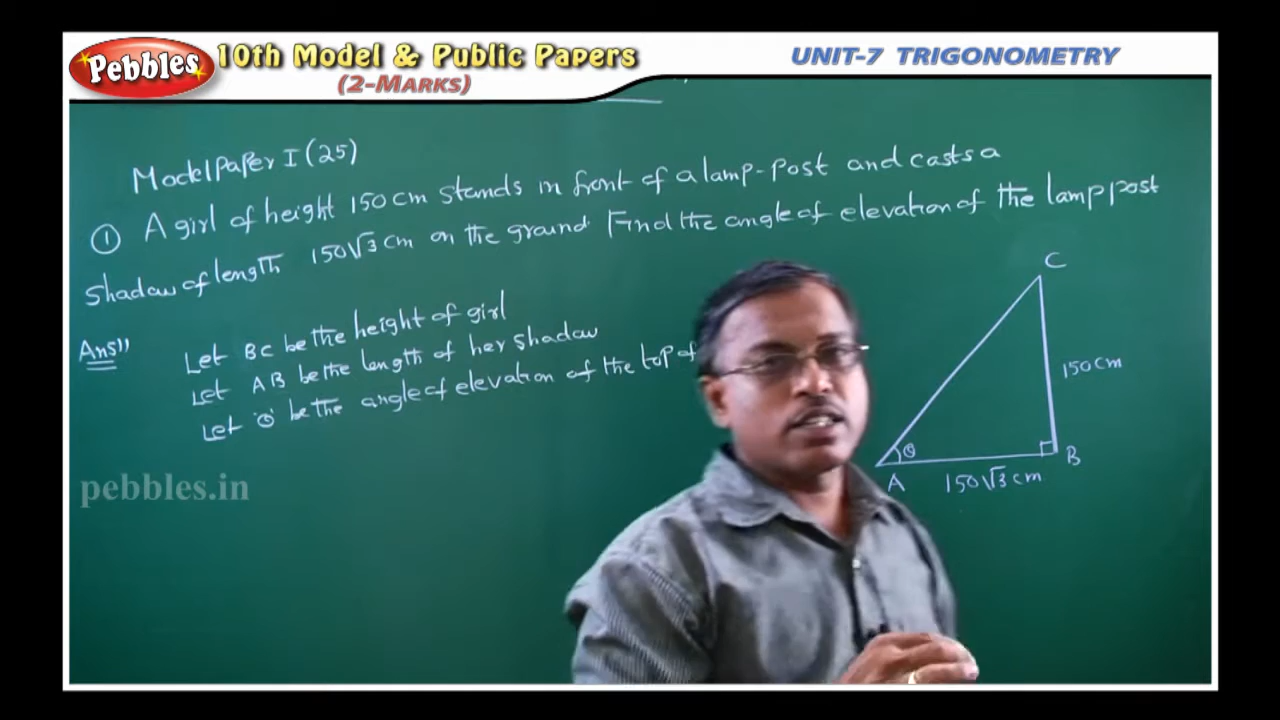 Pebbles
10th Model & Public Papers
(2-MARKS)
UNIT-7 TRIGONOMETRY
Model Paper I (25)
① A girl of height 150 cm stands in front of a lamp-post and casts a
shadow of length 150√3 cm on the ground. Find the angle of elevation of the lamp post
Ans
Let BC be the height of girl
Let AB be the length of her shadow
Let 'θ' be the angle of elevation of the top of
C
150 cm
θ
A
150√3 cm
B
pebbles.in